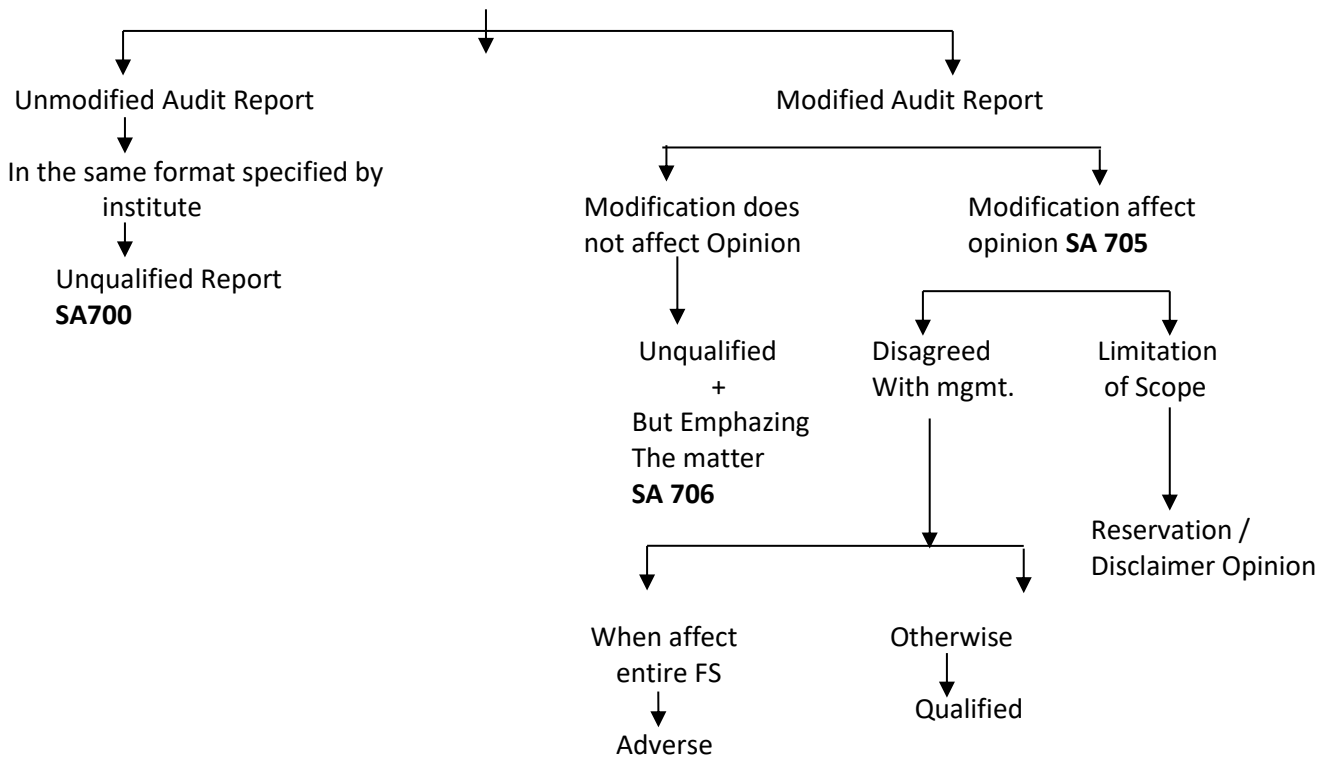 Unmodified Audit Report
Modified Audit Report
In the same format specified by
institute
Unqualified Report
SA700
Modification does
not affect Opinion
Modification affect
opinion SA 705
Unqualified
+
But Emphazing
The matter
SA 706
Disagreed
With mgmt.
Limitation
of Scope
Reservation /
Disclaimer Opinion
When affect
entire FS
Adverse
Otherwise
Qualified